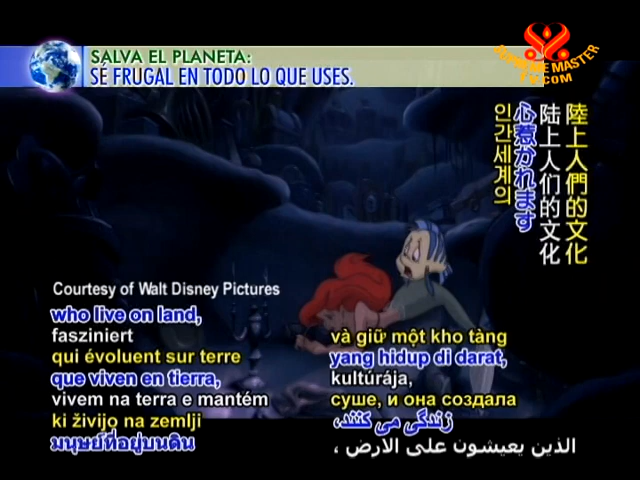 SALVA EL PLANETA:
SÉ FRUGAL EN TODO LO QUE USES.
SUPREME MASTER
TV.COM
陸上人們的文化
陆上人们的文化
心惹かれます
인간세계의
Courtesy of Walt Disney Pictures
who live on land,
fasziniert
qui évoluent sur terre
que viven en tierra,
vivem na terra e mantém
ki živijo na zemlji
มนุษย์ที่อยู่บนดิน
và giữ một kho tàng
yang hidup di darat,
kultúrája,
суше, и она создала
زندگی می کنند،
الذين يعيشون على الارض ،